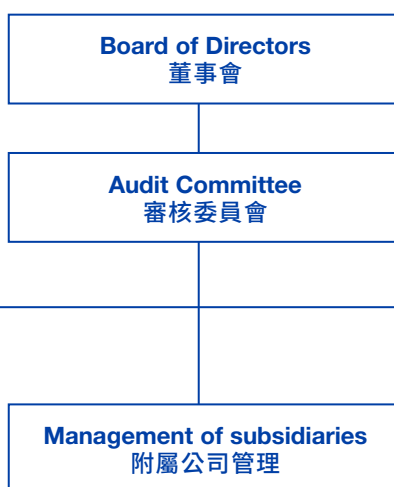 Board of Directors
董事會
Audit Committee
審核委員會
Management of subsidiaries
附屬公司管理